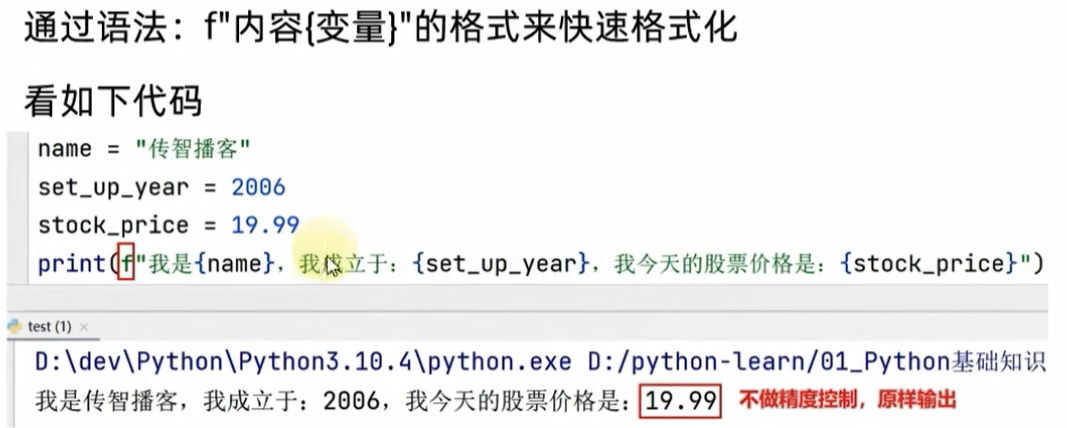 通过语法：f"内容{变量}"的格式来快速格式化
看如下代码
name = "传智播客"
set_up_year = 2006
stock_price = 19.99
print(f"我是{name}，我成立于：{set_up_year}，我今天的股票价格是：{stock_price}")
test (1) ×
D:\dev\Python\Python3.10.4\python.exe D:/python-learn/01_Python基础知识
我是传智播客，我成立于：2006，我今天的股票价格是：19.99 不做精度控制，原样输出